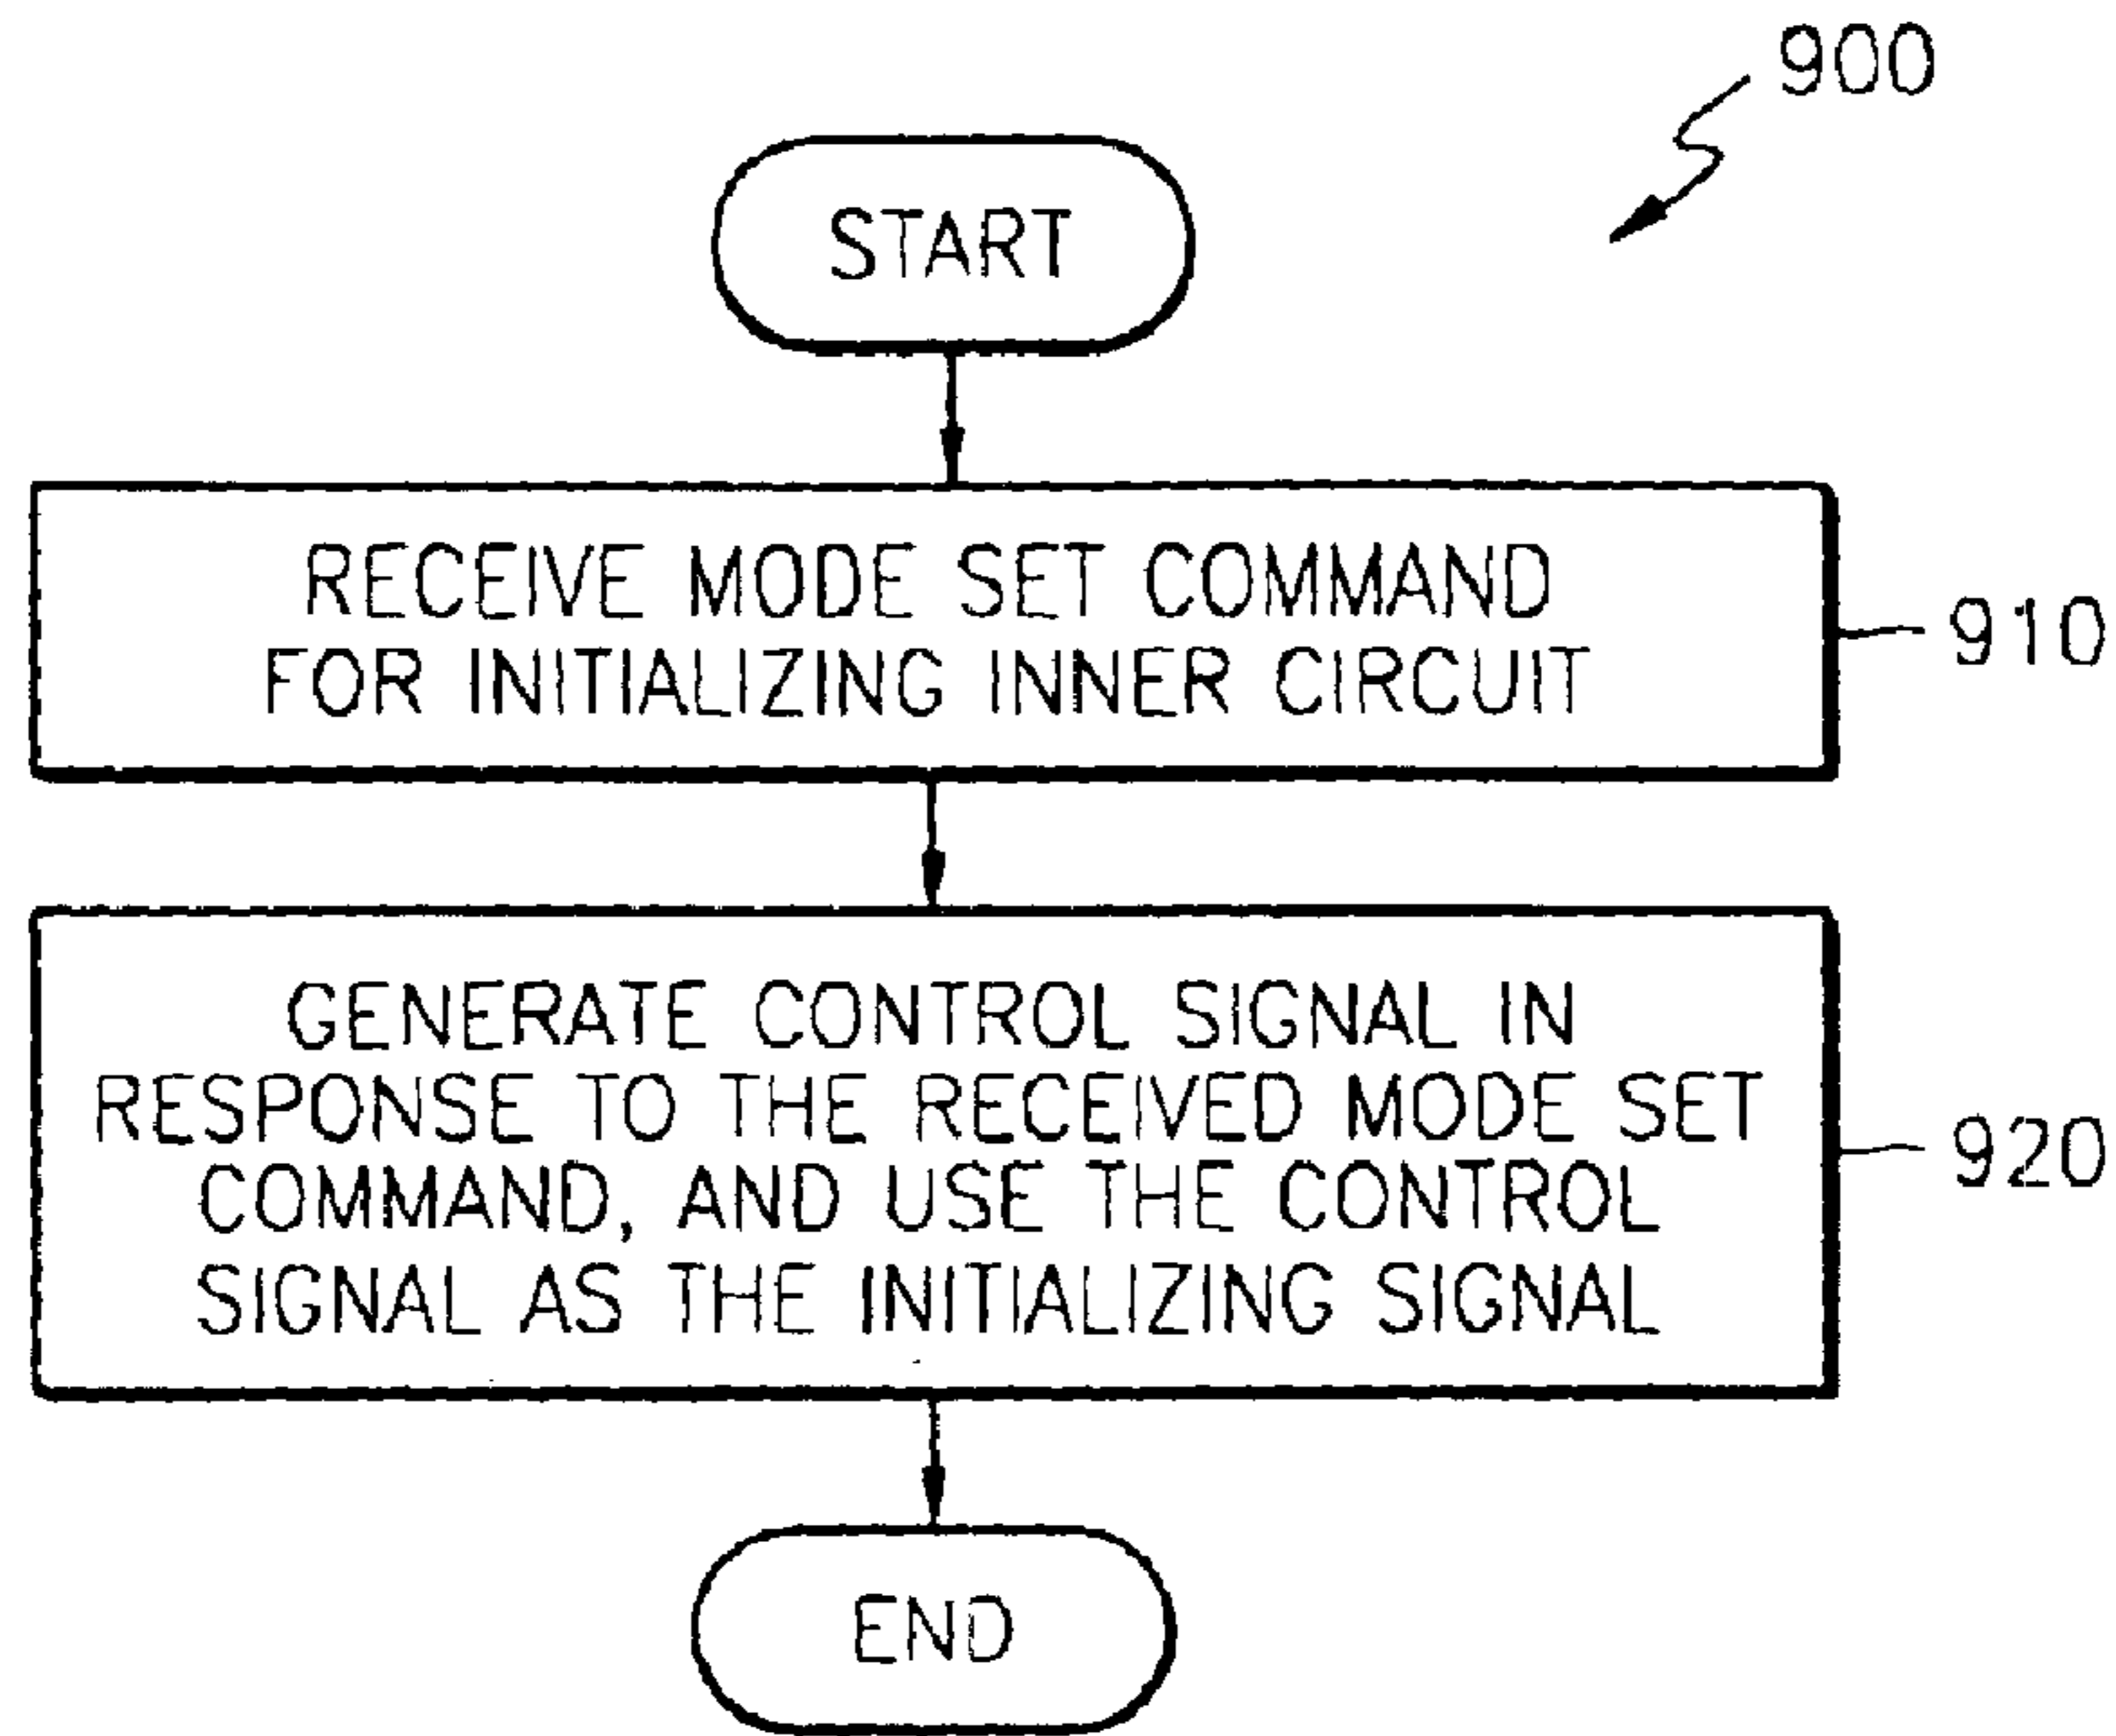 900
START
RECEIVE MODE SET COMMAND
FOR INITIALIZING INNER CIRCUIT
910
GENERATE CONTROL SIGNAL IN
RESPONSE TO THE RECEIVED MODE SET
COMMAND, AND USE THE CONTROL
SIGNAL AS THE INITIALIZING SIGNAL
920
END